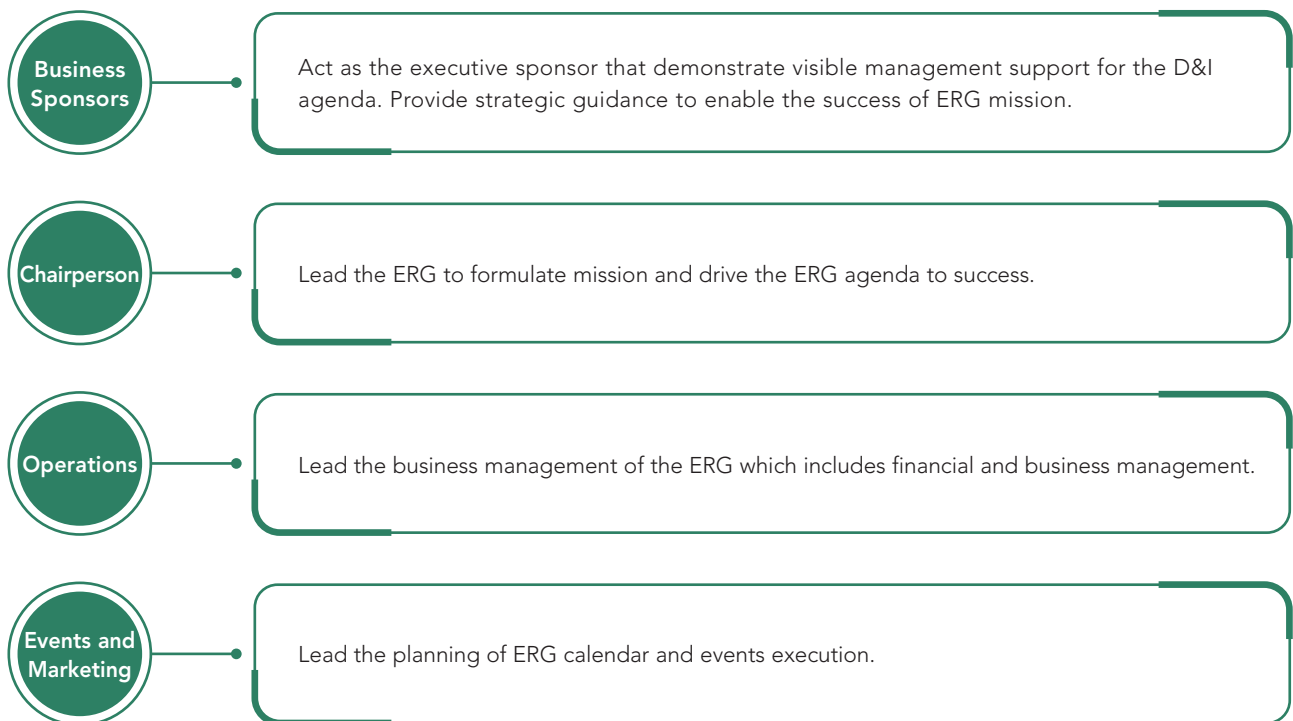 Business
Sponsors
Act as the executive sponsor that demonstrate visible management support for the D&I
agenda. Provide strategic guidance to enable the success of ERG mission.
Chairperson
Lead the ERG to formulate mission and drive the ERG agenda to success.
Operations
Lead the business management of the ERG which includes financial and business management.
Events and
Marketing
Lead the planning of ERG calendar and events execution.